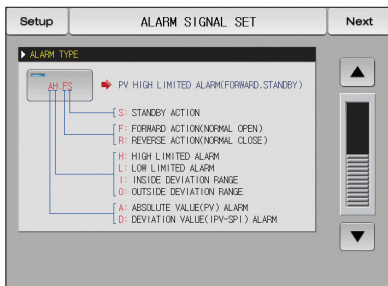 Setup
ALARM SIGNAL SET
Next
ALARM TYPE
AH.FS
PV HIGH LIMITED ALARM(FORWARD,STANDBY)
S: STANDBY ACTION
F: FORWARD ACTION(NORMAL OPEN)
R: REVERSE ACTION(NORMAL CLOSE)
H: HIGH LIMITED ALARM
L: LOW LIMITED ALARM
I: INSIDE DEVIATION RANGE
O: OUTSIDE DEVIATION RANGE
A: ABSOLUTE VALUE(PV) ALARM
D: DEVIATION VALUE(IPV-SPI) ALARM